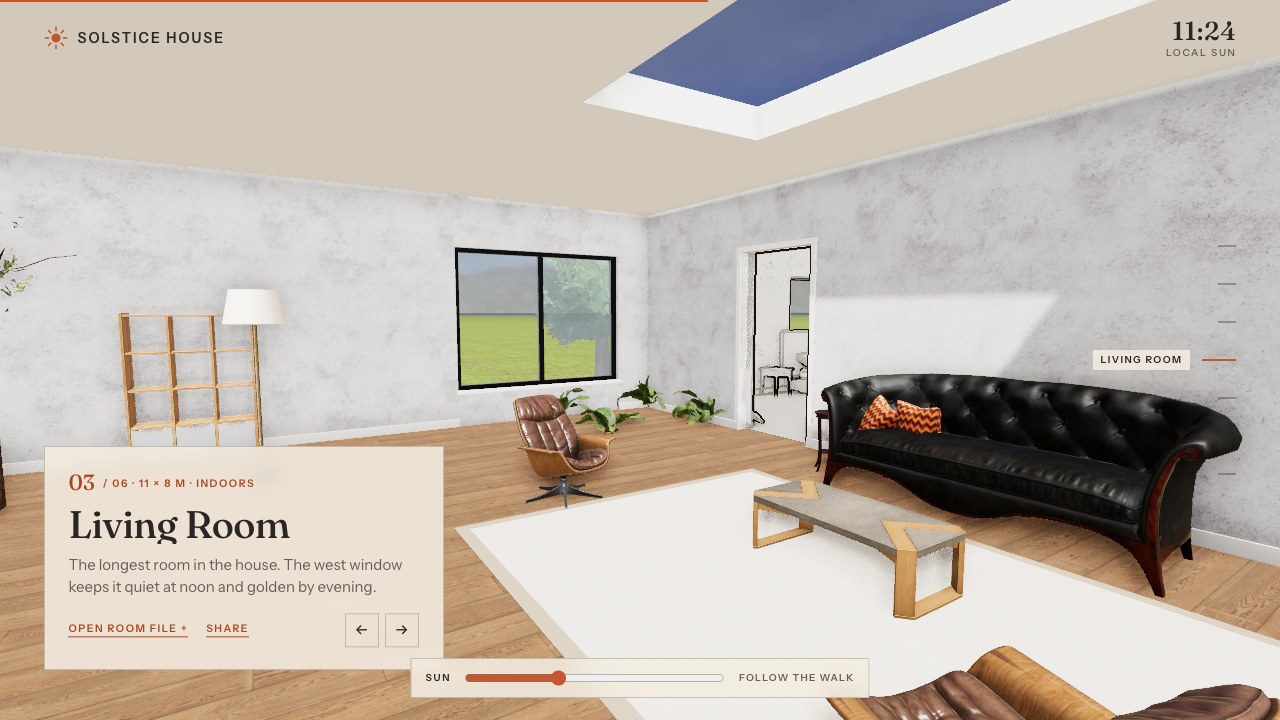 SOLSTICE HOUSE
11:24
LOCAL SUN
LIVING ROOM
03 / 06 · 11 × 8 M · INDOORS
Living Room
The longest room in the house. The west window
keeps it quiet at noon and golden by evening.
OPEN ROOM FILE +
SHARE
← →
SUN
FOLLOW THE WALK